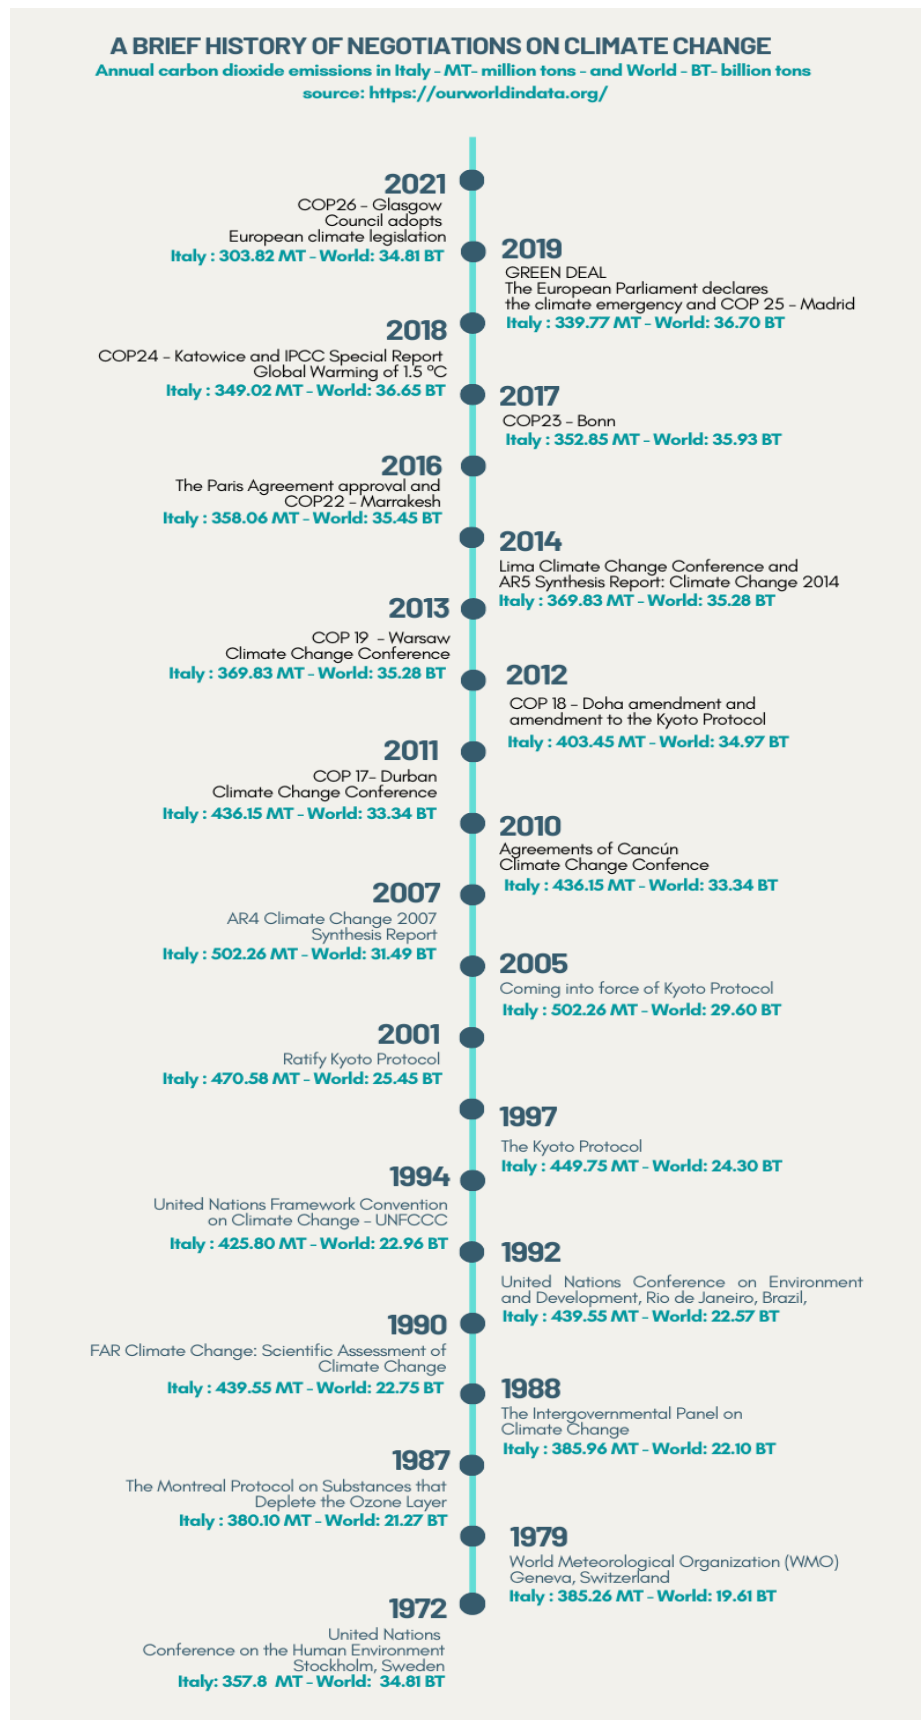 A BRIEF HISTORY OF NEGOTIATIONS ON CLIMATE CHANGE
Annual carbon dioxide emissions in Italy - MT- million tons - and World - BT- billion tons
source: https://ourworldindata.org/
2021
COP26 - Glasgow
Council adopts
European climate legislation
Italy : 303.82 MT - World: 34.81 BT
2019
GREEN DEAL
The European Parliament declares
the climate emergency and COP 25 - Madrid
Italy : 339.77 MT - World: 36.70 BT
2018
COP24 - Katowice and IPCC Special Report
Global Warming of 1.5 ºC
Italy : 349.02 MT - World: 36.65 BT
2017
COP23 - Bonn
Italy : 352.85 MT - World: 35.93 BT
2016
The Paris Agreement approval and
COP22 - Marrakesh
Italy : 358.06 MT - World: 35.45 BT
2014
Lima Climate Change Conference and
AR5 Synthesis Report: Climate Change 2014
Italy : 369.83 MT - World: 35.28 BT
2013
COP 19 - Warsaw
Climate Change Conference
Italy : 369.83 MT - World: 35.28 BT
2012
COP 18 - Doha amendment and
amendment to the Kyoto Protocol
Italy : 403.45 MT - World: 34.97 BT
2011
COP 17- Durban
Climate Change Conference
Italy : 436.15 MT - World: 33.34 BT
2010
Agreements of Cancún
Climate Change Confence
Italy : 436.15 MT - World: 33.34 BT
2007
AR4 Climate Change 2007
Synthesis Report
Italy : 502.26 MT - World: 31.49 BT
2005
Coming into force of Kyoto Protocol
Italy : 502.26 MT - World: 29.60 BT
2001
Ratify Kyoto Protocol
Italy : 470.58 MT - World: 25.45 BT
1997
The Kyoto Protocol
Italy : 449.75 MT - World: 24.30 BT
1994
United Nations Framework Convention
on Climate Change - UNFCCC
Italy : 425.80 MT - World: 22.96 BT
1992
United Nations Conference on Environment
and Development, Rio de Janeiro, Brazil,
Italy : 439.55 MT - World: 22.57 BT
1990
FAR Climate Change: Scientific Assessment of
Climate Change
Italy : 439.55 MT - World: 22.75 BT
1988
The Intergovernmental Panel on
Climate Change
Italy : 385.96 MT - World: 22.10 BT
1987
The Montreal Protocol on Substances that
Deplete the Ozone Layer
Italy : 380.10 MT - World: 21.27 BT
1979
World Meteorological Organization (WMO)
Geneva, Switzerland
Italy : 385.26 MT - World: 19.61 BT
1972
United Nations
Conference on the Human Environment
Stockholm, Sweden
Italy: 357.8 MT - World: 34.81 BT